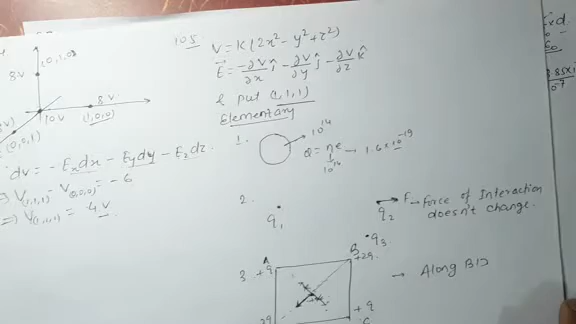 (0,1,0)
8V
8V
10V
(1,0,0)
(0,0,1)
dV = -Exdx - Eydy - Ezdz
⇒ V(1,1,1) - V(0,0,0) = -6
⇒ V(1,1,1) = 4V
105
V = K(2x² - y² + z²)
E⃗ = -∂V/∂x î - ∂V/∂y ĵ - ∂V/∂z k̂
& put (1,1,1)
Elementary
1.
10¹⁴
Q = ne → 1.6×10⁻¹⁹
10¹⁴
2.
q₁
q₂
F → Force of Interaction
doesn't change.
q₃
3.
A
+q
B
+2q
→ Along BD
2q
+q
C